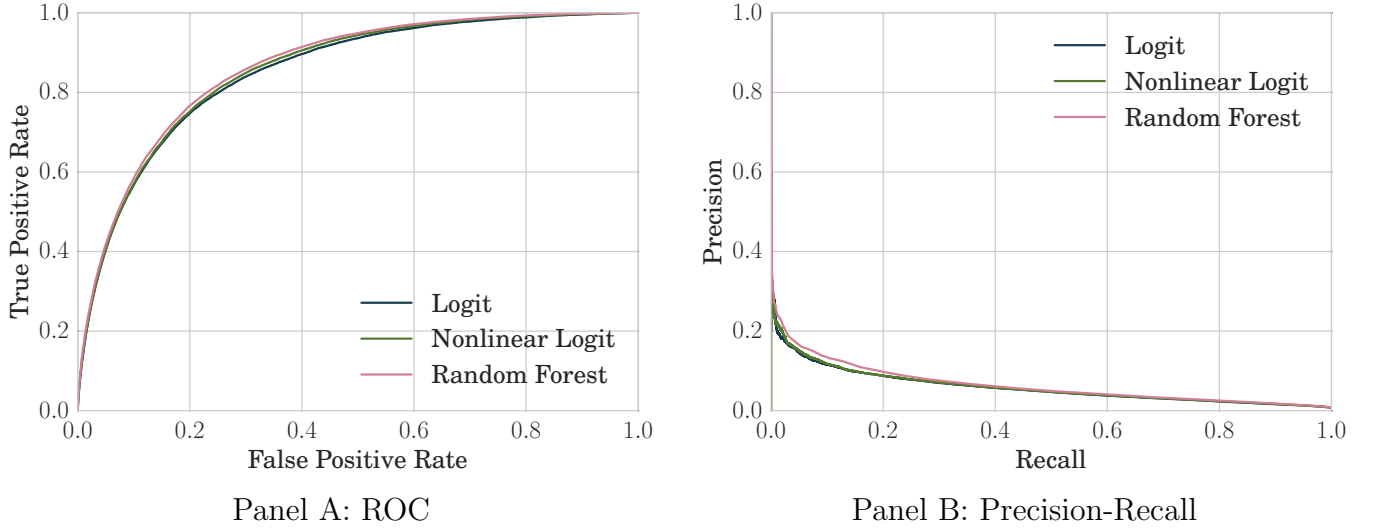 1.0
0.8
0.6
0.4
0.2
0.0
True Positive Rate
Logit
Nonlinear Logit
Random Forest
0.0 0.2 0.4 0.6 0.8 1.0
False Positive Rate
Panel A: ROC
1.0
0.8
0.6
0.4
0.2
0.0
Precision
Logit
Nonlinear Logit
Random Forest
0.0 0.2 0.4 0.6 0.8 1.0
Recall
Panel B: Precision-Recall